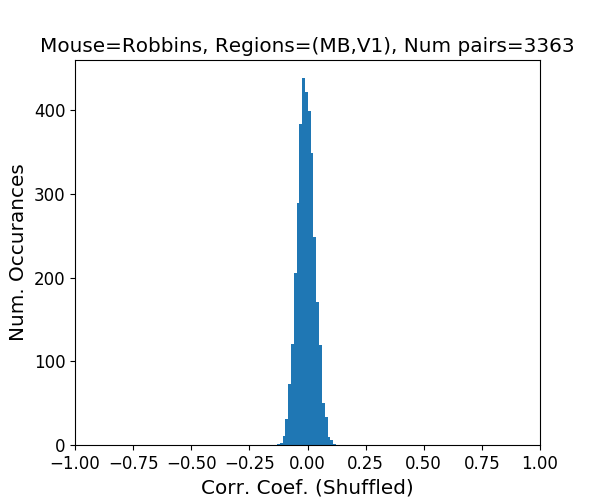 Mouse=Robbins, Regions=(MB,V1), Num pairs=3363
Num. Occurances
400
300
200
100
0
−1.00 −0.75 −0.50 −0.25 0.00 0.25 0.50 0.75 1.00
Corr. Coef. (Shuffled)